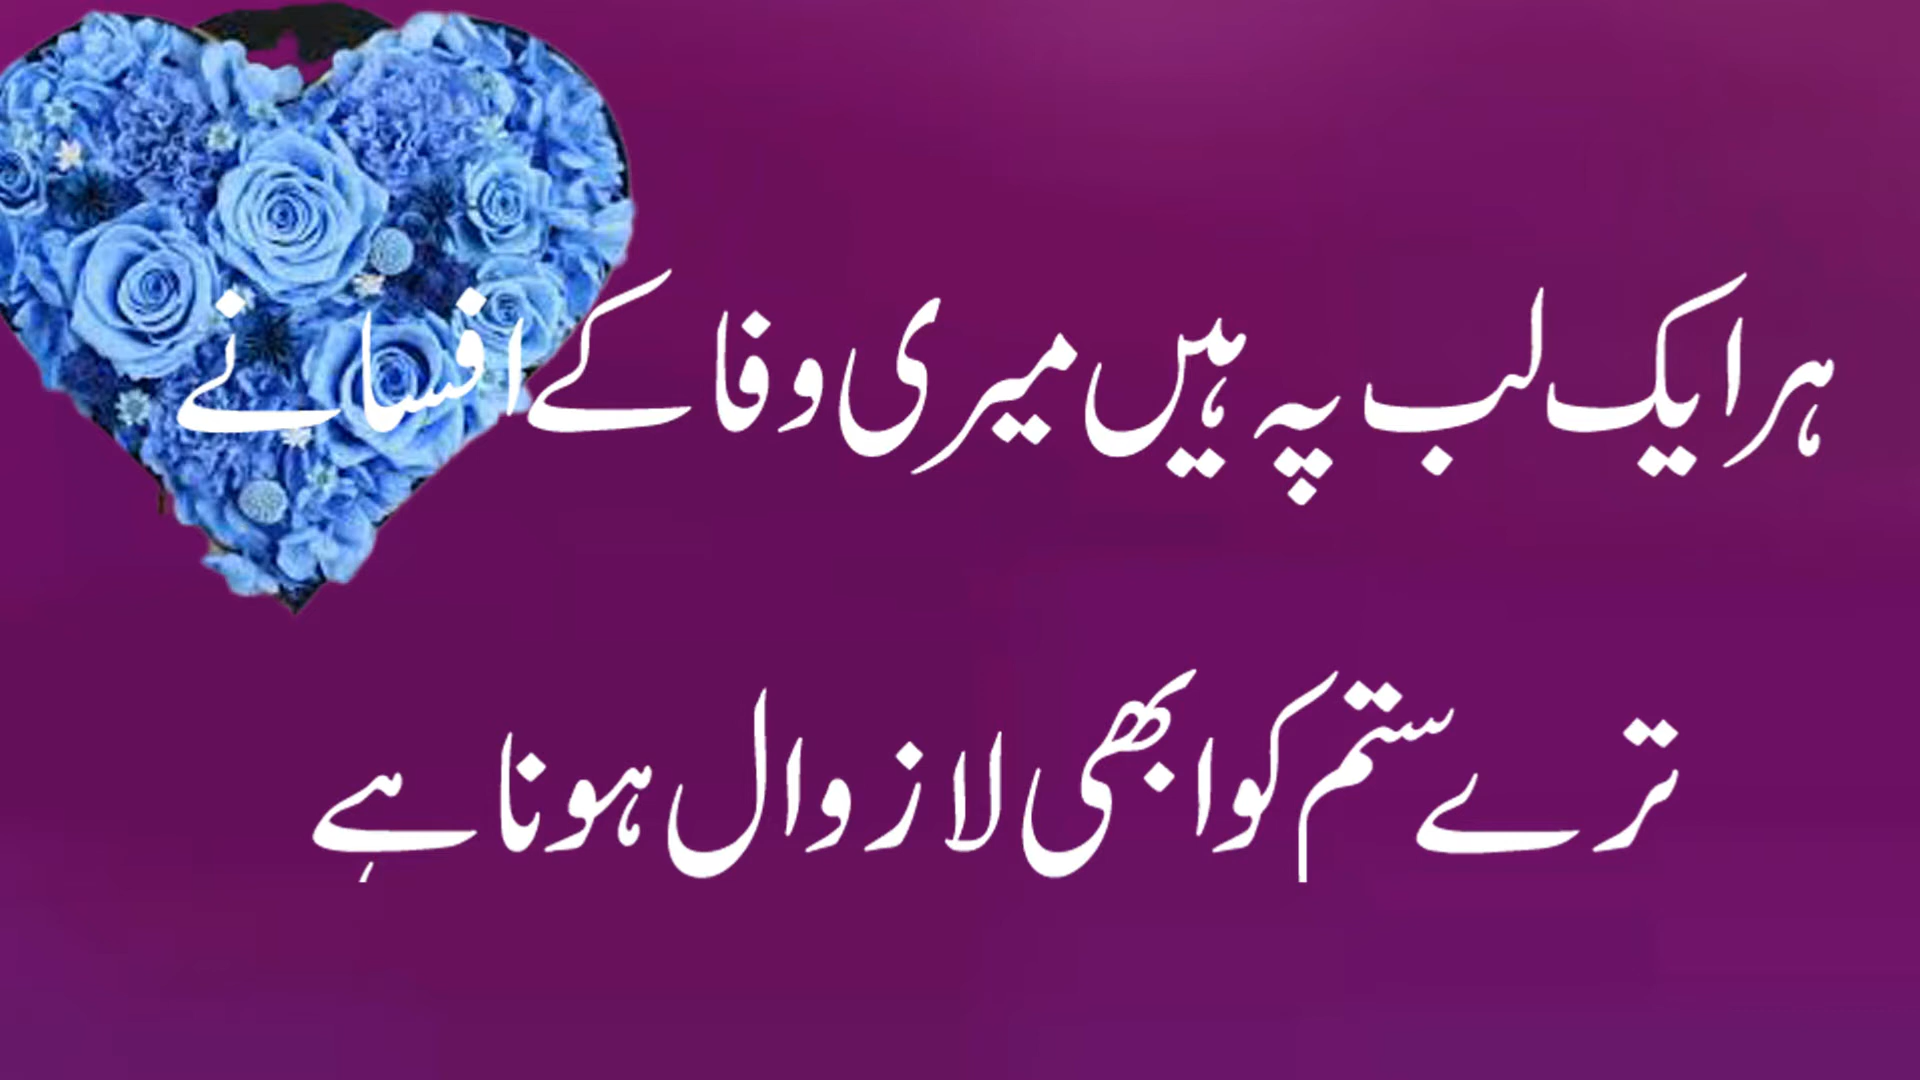 ہر ایک لب پہ ہیں میری وفا کے افسانے
ترے ستم کو ابھی لازوال ہونا ہے